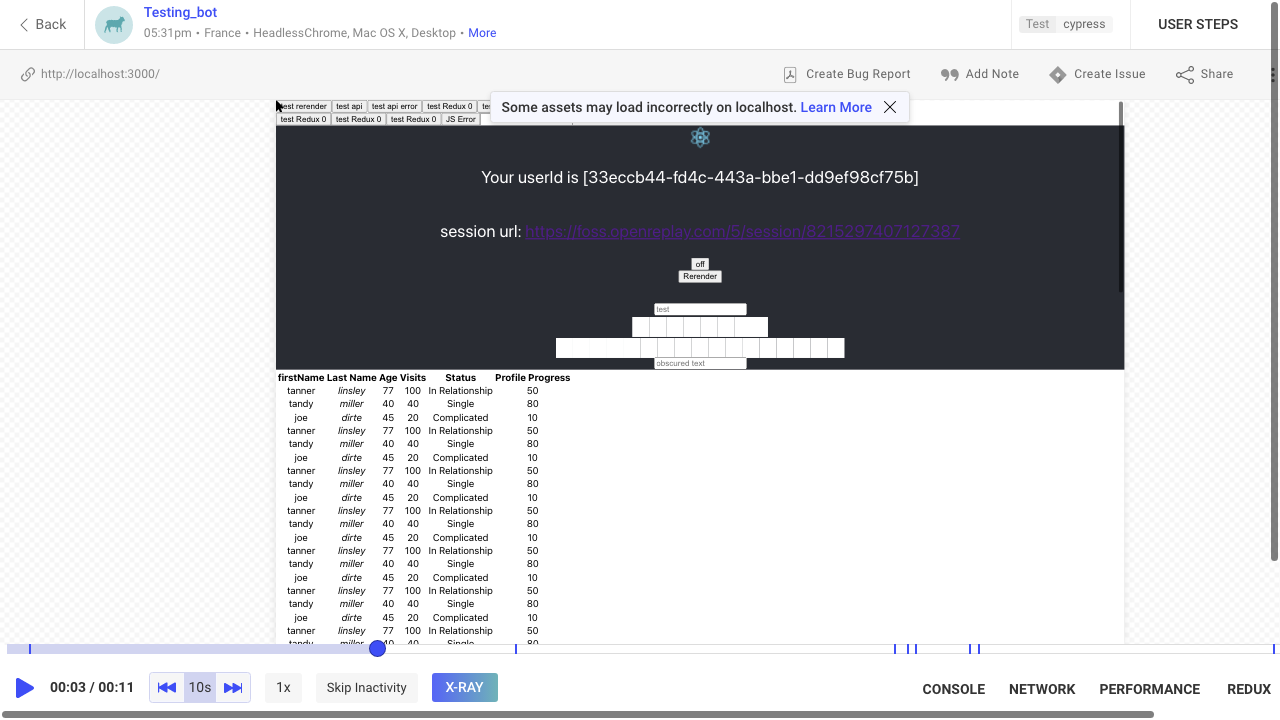 Back
Testing_bot
05:31pm • France • HeadlessChrome, Mac OS X, Desktop • More
Test cypress
USER STEPS
http://localhost:3000/
Create Bug Report
Add Note
Create Issue
Share
test rerender test api test api error test Redux 0
Some assets may load incorrectly on localhost. Learn More
test Redux 0 test Redux 0 test Redux 0 JS Error
Your userId is [33eccb44-fd4c-443a-bbe1-dd9ef98cf75b]
session url: https://foss.openreplay.com/5/session/8215297407127387
off
Rerender
test
obscured text
firstName Last Name Age Visits Status Profile Progress
tanner linsley 77 100 In Relationship 50
tandy miller 40 40 Single 80
joe dirte 45 20 Complicated 10
tanner linsley 77 100 In Relationship 50
tandy miller 40 40 Single 80
joe dirte 45 20 Complicated 10
tanner linsley 77 100 In Relationship 50
tandy miller 40 40 Single 80
joe dirte 45 20 Complicated 10
tanner linsley 77 100 In Relationship 50
tandy miller 40 40 Single 80
joe dirte 45 20 Complicated 10
tanner linsley 77 100 In Relationship 50
tandy miller 40 40 Single 80
joe dirte 45 20 Complicated 10
tanner linsley 77 100 In Relationship 50
tandy miller 40 40 Single 80
joe dirte 45 20 Complicated 10
tanner linsley 77 100 In Relationship 50
tandy miller 40 40 Single 80
00:03 / 00:11
10s
1x
Skip Inactivity
X-RAY
CONSOLE
NETWORK
PERFORMANCE
REDUX